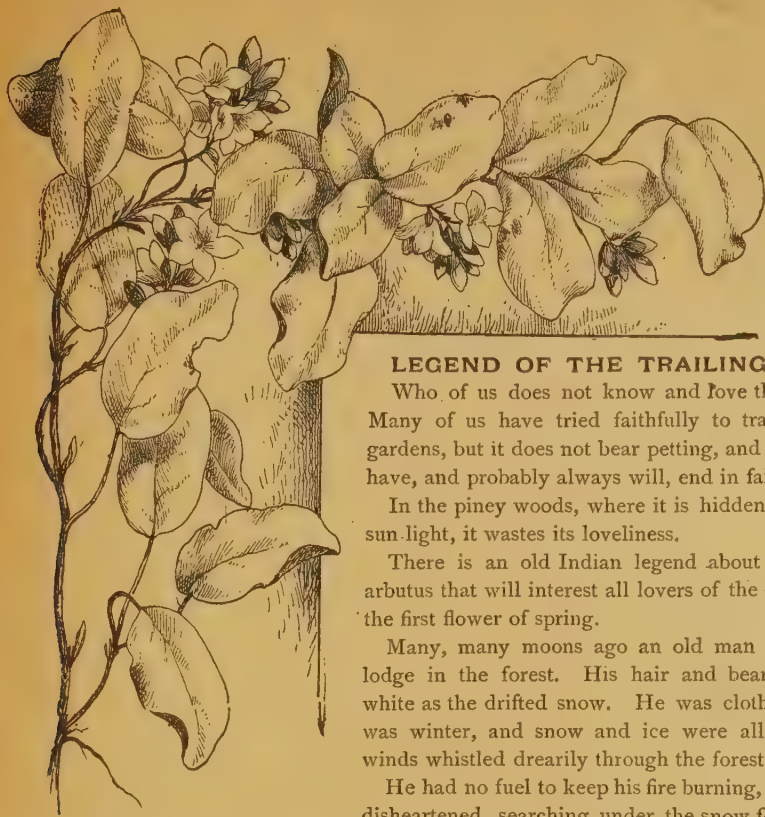 LEGEND OF THE TRAILING
Who of us does not know and love th
Many of us have tried faithfully to tra
gardens, but it does not bear petting, and
have, and probably always will, end in fai
In the piney woods, where it is hidden
sun-light, it wastes its loveliness.
There is an old Indian legend about
arbutus that will interest all lovers of the
the first flower of spring.
Many, many moons ago an old man
lodge in the forest. His hair and bear
white as the drifted snow. He was cloth
was winter, and snow and ice were all
winds whistled drearily through the forest
He had no fuel to keep his fire burning,
disheartened, searching under the snow f